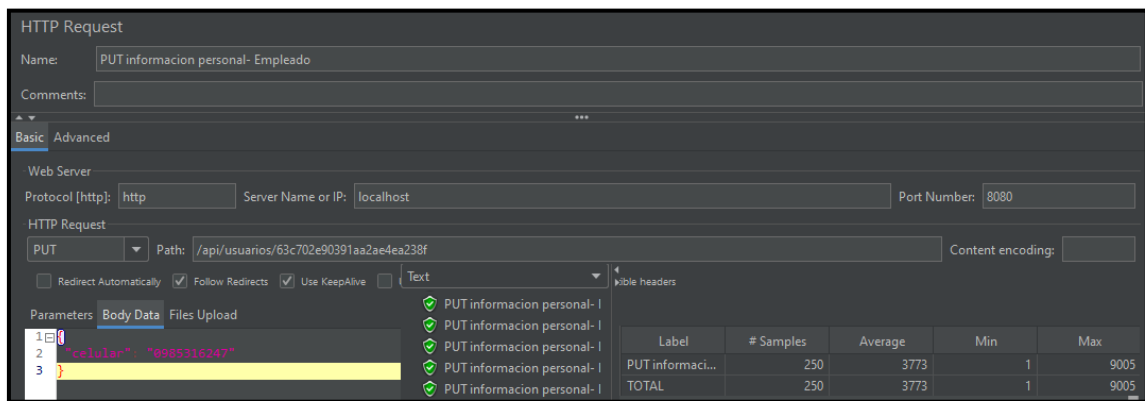 HTTP Request
Name: PUT informacion personal- Empleado
Comments:
Basic Advanced
Web Server
Protocol [http]: http Server Name or IP: localhost Port Number: 8080
HTTP Request
PUT Path: /api/usuarios/63c702e90391aa2ae4ea238f Content encoding:
Redirect Automatically Follow Redirects Use KeepAlive Text headers
Parameters Body Data Files Upload
1 {
2 "celular": "0985316247"
3 }
PUT informacion personal-
PUT informacion personal-
PUT informacion personal-
PUT informacion personal-
PUT informacion personal-
Label # Samples Average Min Max
PUT informaci... 250 3773 1 9005
TOTAL 250 3773 1 9005